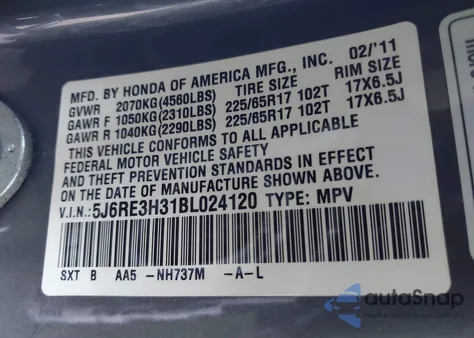 MFD. BY HONDA OF AMERICA MFG., INC. 02/'11
GVWR 2070KG(4560LBS) TIRE SIZE RIM SIZE
GAWR F 1050KG(2310LBS) 225/65R17 102T 17X6.5J
GAWR R 1040KG(2290LBS) 225/65R17 102T 17X6.5J
THIS VEHICLE CONFORMS TO ALL APPLICABLE
FEDERAL MOTOR VEHICLE SAFETY
AND THEFT PREVENTION STANDARDS IN EFFECT
ON THE DATE OF MANUFACTURE SHOWN ABOVE.
V.I.N.: 5J6RE3H31BL024120 TYPE: MPV
SXT B AA5 -NH737M -A-L
autoSnap